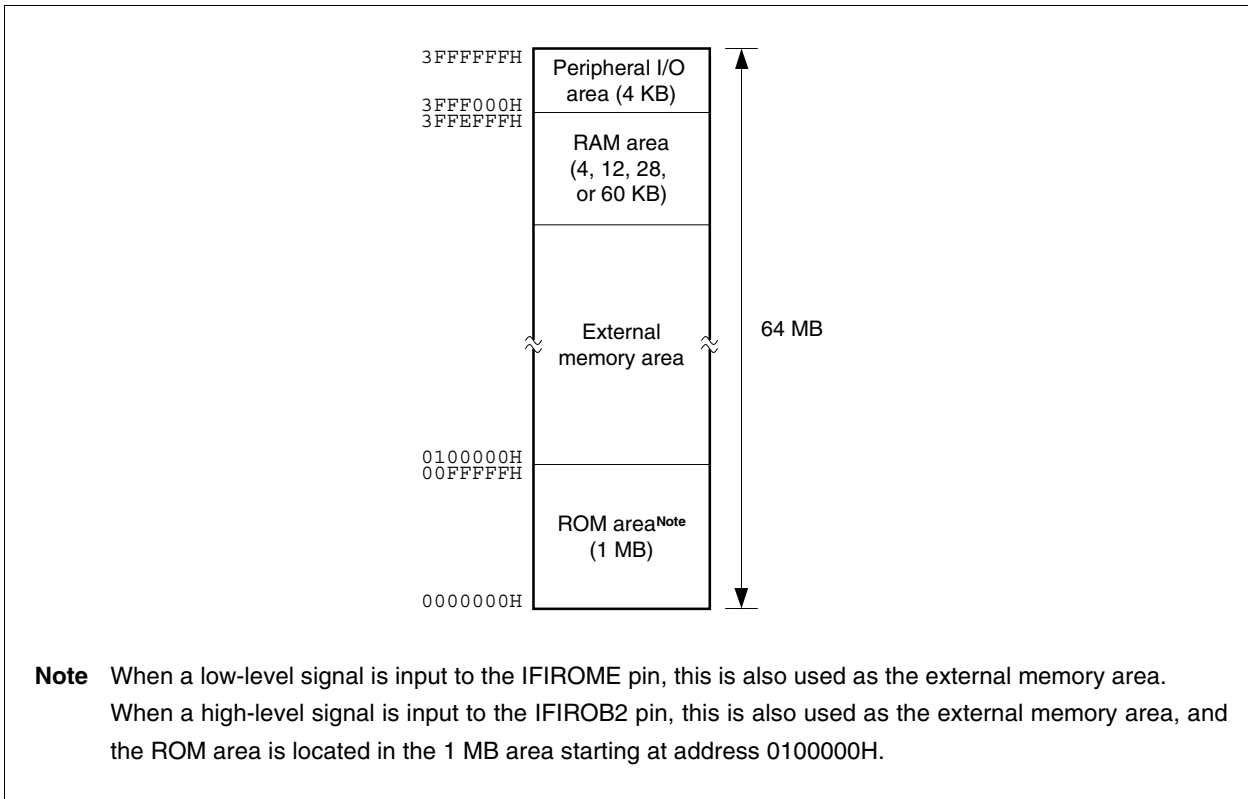 3FFFFFFH
Peripheral I/O
area (4 KB)
3FFF000H
3FFEFFFH
RAM area
(4, 12, 28,
or 60 KB)
External
memory area
64 MB
0100000H
00FFFFFH
ROM areaNote
(1 MB)
0000000H
Note When a low-level signal is input to the IFIROME pin, this is also used as the external memory area.
When a high-level signal is input to the IFIROB2 pin, this is also used as the external memory area, and
the ROM area is located in the 1 MB area starting at address 0100000H.